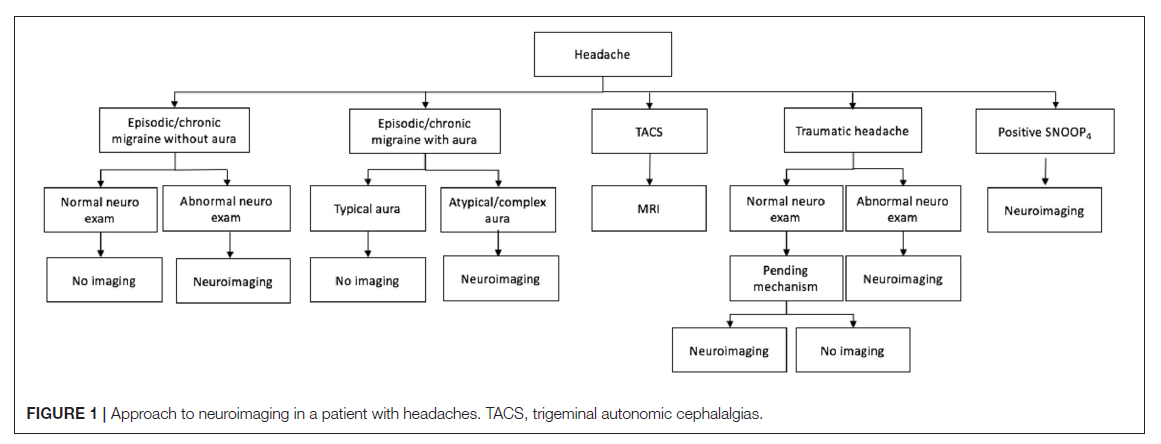 Headache
Episodic/chronic
migraine without aura
Episodic/chronic
migraine with aura
TACS
Traumatic headache
Positive SNOOP₄
Normal neuro
exam
Abnormal neuro
exam
Typical aura
Atypical/complex
aura
MRI
Normal neuro
exam
Abnormal neuro
exam
Neuroimaging
No imaging
Neuroimaging
No imaging
Neuroimaging
Pending
mechanism
Neuroimaging
Neuroimaging
No imaging
FIGURE 1 | Approach to neuroimaging in a patient with headaches. TACS, trigeminal autonomic cephalalgias.